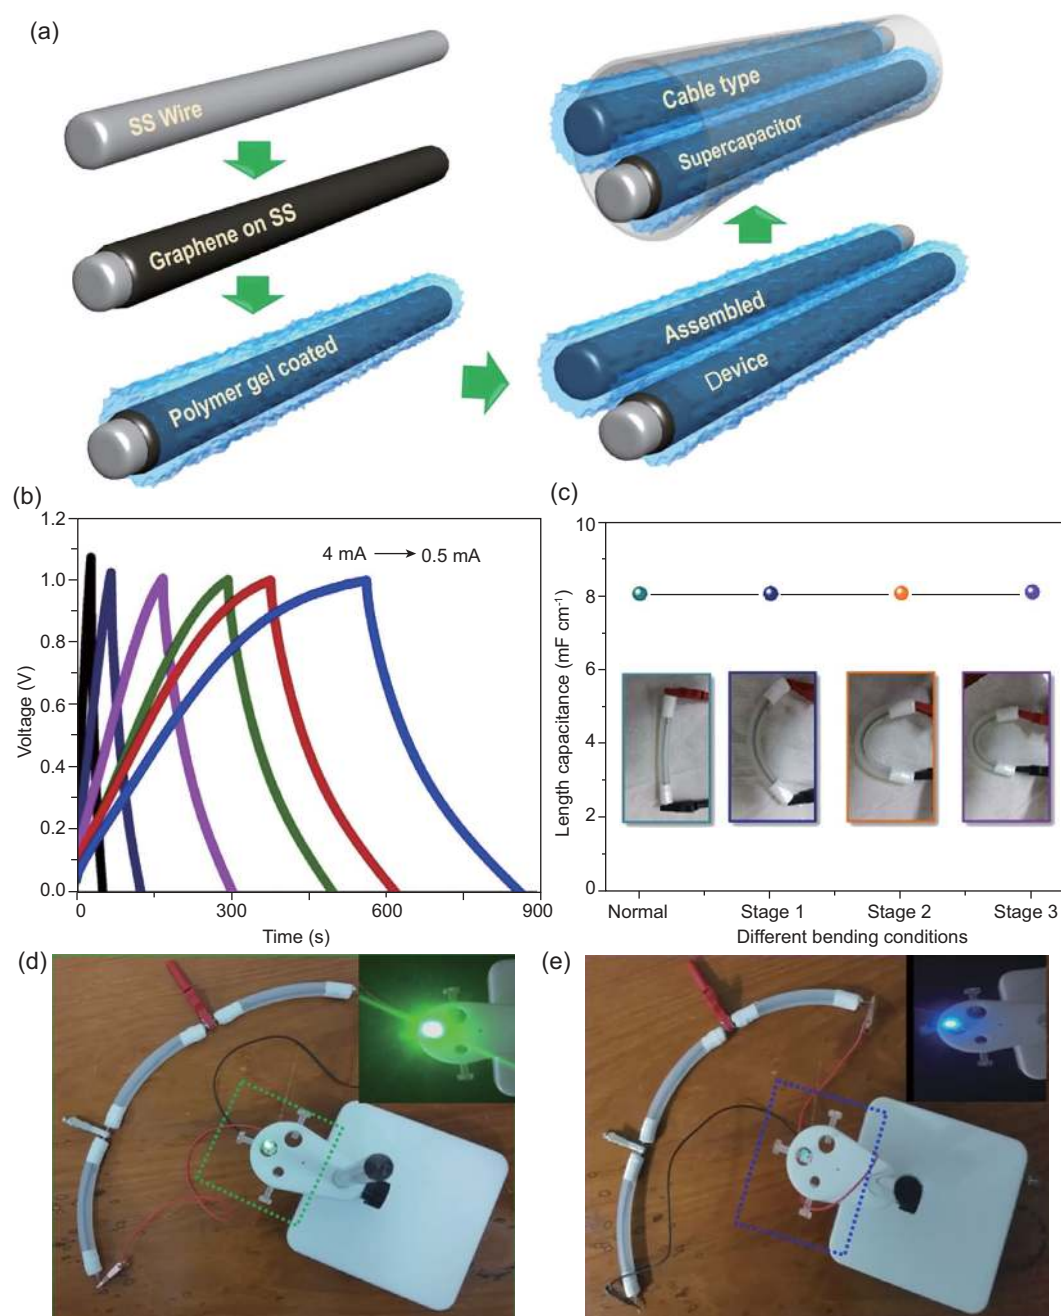 (a)
SS Wire
Graphene on SS
Polymer gel coated
Cable type
Supercapacitor
Assembled
Device
(b)
1.2
1.0
0.8
0.6
0.4
0.2
0.0
Voltage (V)
4 mA → 0.5 mA
0
300
600
900
Time (s)
(c)
10
8
6
4
2
0
Length capacitance (mF cm⁻¹)
Normal
Stage 1
Stage 2
Stage 3
Different bending conditions
(d)
(e)